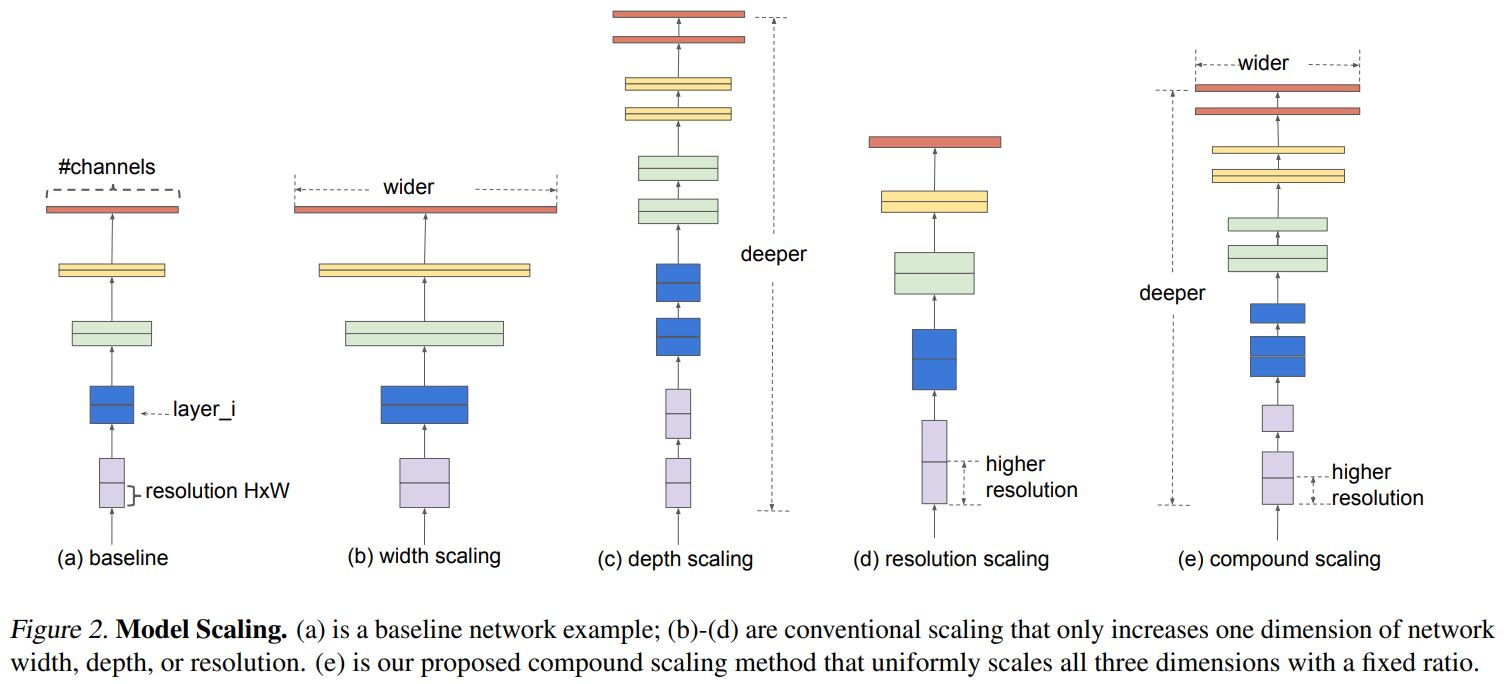 #channels
layer_i
resolution HxW
(a) baseline
wider
(b) width scaling
deeper
(c) depth scaling
higher
resolution
(d) resolution scaling
wider
deeper
higher
resolution
(e) compound scaling
Figure 2. Model Scaling. (a) is a baseline network example; (b)-(d) are conventional scaling that only increases one dimension of network
width, depth, or resolution. (e) is our proposed compound scaling method that uniformly scales all three dimensions with a fixed ratio.